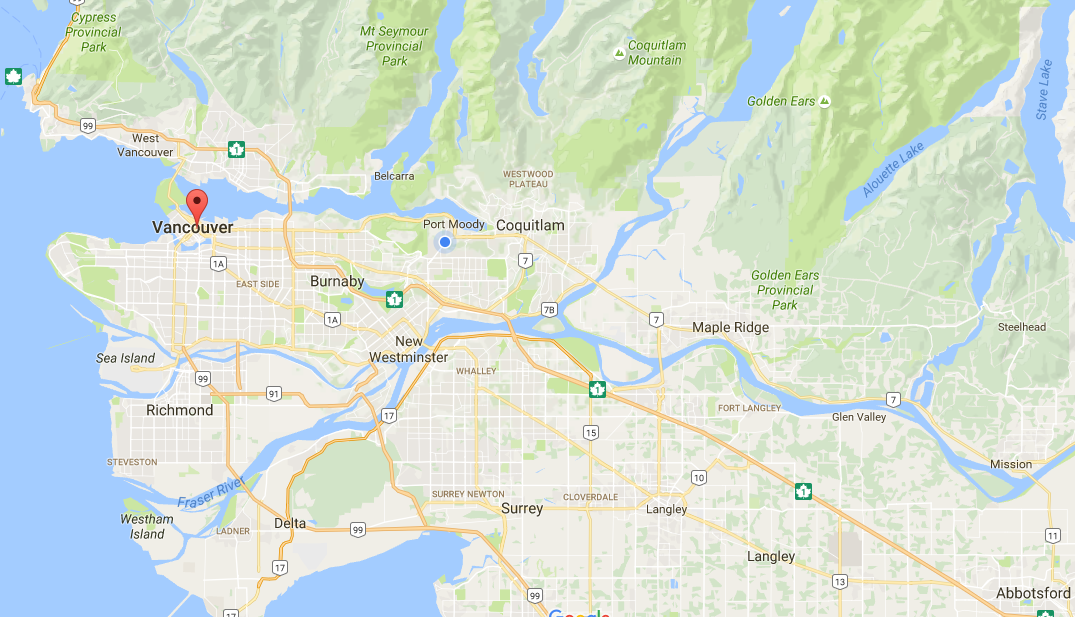 Cypress
Provincial
Park
Mt Seymour
Provincial
Park
Coquitlam
Mountain
Golden Ears
Stave Lake
99
West
Vancouver
1
Alouette Lake
Belcarra
WESTWOOD
PLATEAU
Vancouver
Port Moody
Coquitlam
1A
7
EAST SIDE
Burnaby
1
Golden Ears
Provincial
Park
7B
1A
7
Maple Ridge
Steelhead
New
Westminster
Sea Island
WHALLEY
99
91
1
7
Richmond
17
FORT LANGLEY
Glen Valley
15
STEVESTON
Mission
10
1
Fraser River
SURREY NEWTON
CLOVERDALE
Surrey
Langley
Westham
Island
LADNER
Delta
99
11
Langley
17
13
99
Abbotsford
17
Google